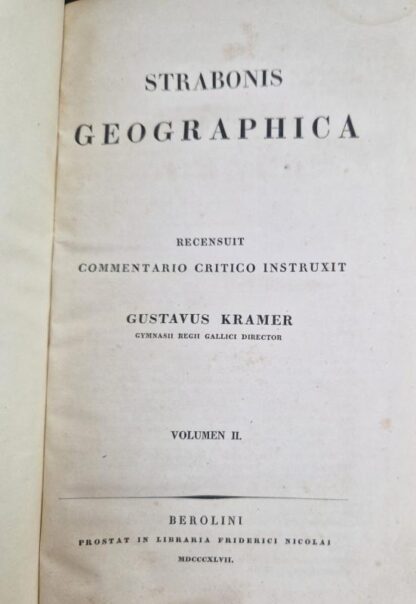 STRABONIS
GEOGRAPHICA
RECENSUIT
COMMENTARIO CRITICO INSTRUXIT
GUSTAVUS KRAMER
GYMNASII REGII GALLICI DIRECTOR
VOLUMEN II.
BEROLINI
PROSTAT IN LIBRARIA FRIDERICI NICOLAI
MDCCCXLVII.